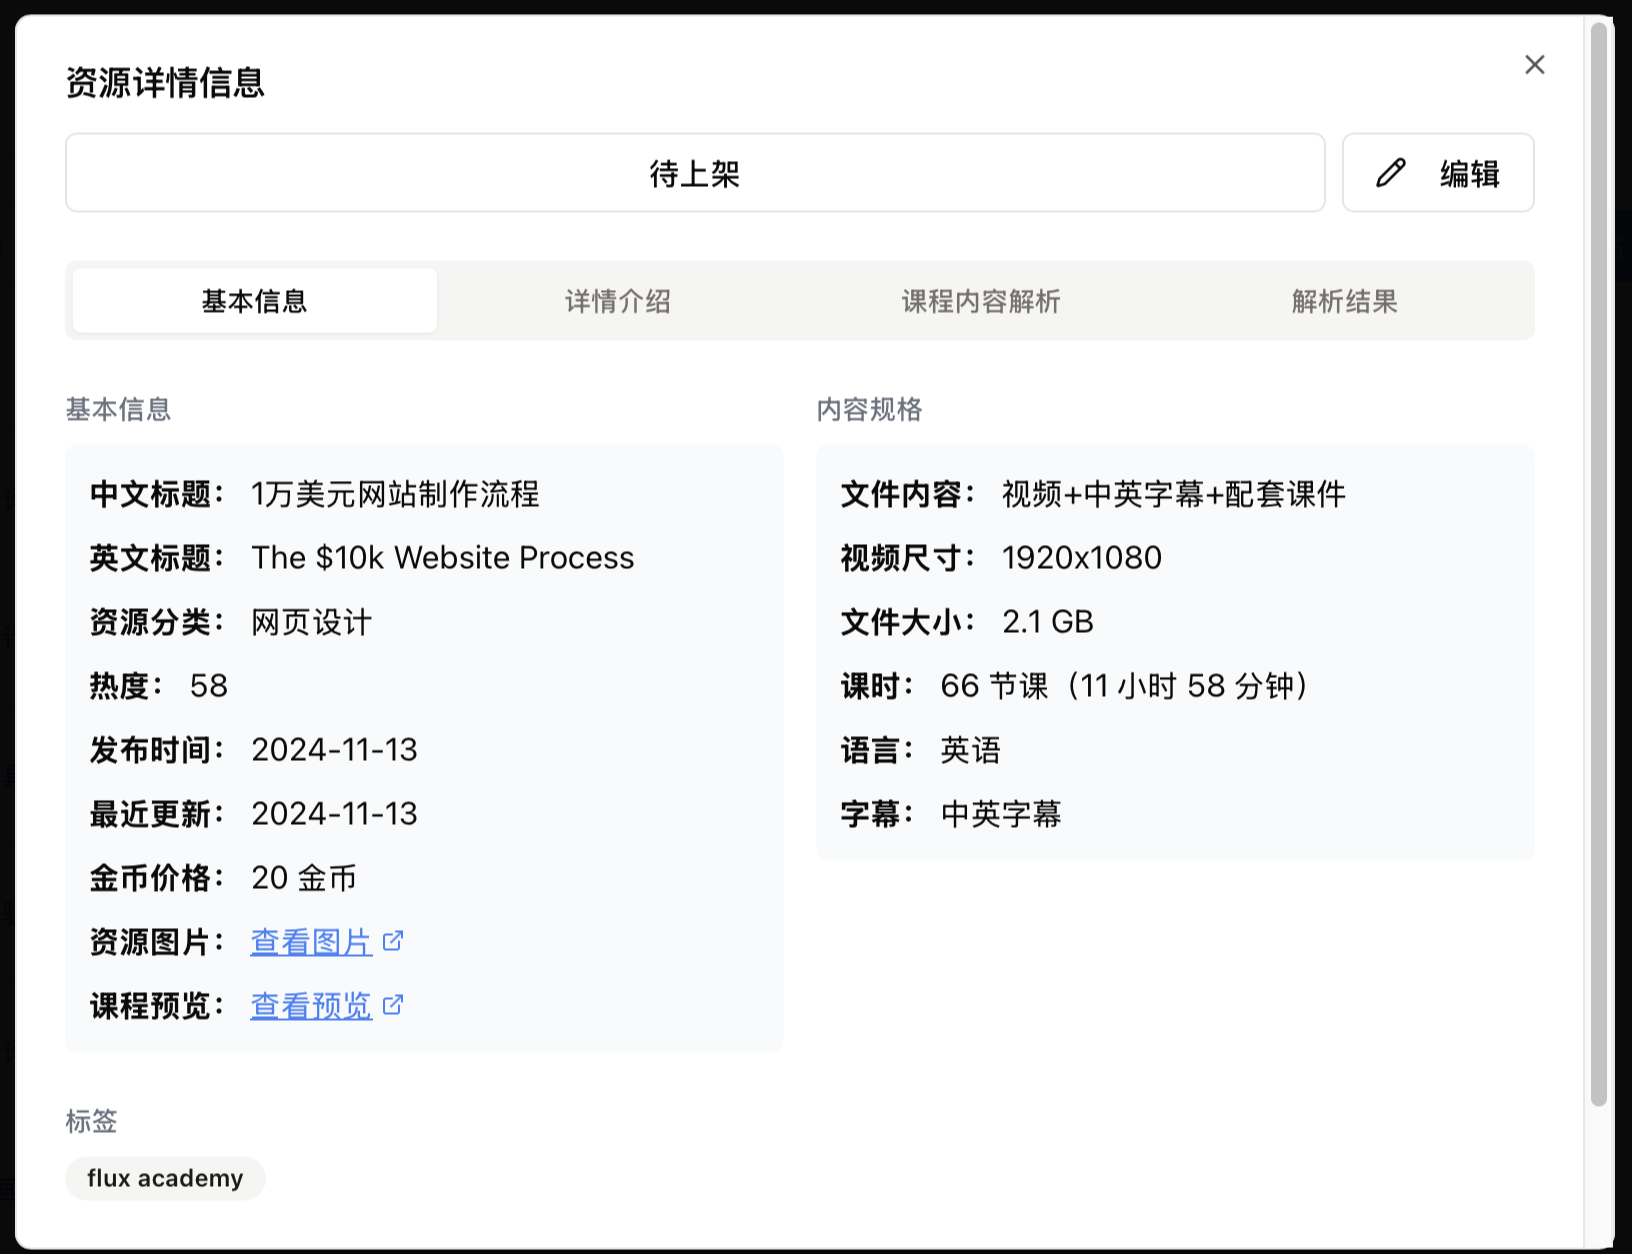 资源详情信息
待上架
编辑
基本信息
详情介绍
课程内容解析
解析结果
基本信息
中文标题： 1万美元网站制作流程
英文标题： The $10k Website Process
资源分类： 网页设计
热度： 58
发布时间： 2024-11-13
最近更新： 2024-11-13
金币价格： 20 金币
资源图片： 查看图片
课程预览： 查看预览
内容规格
文件内容： 视频+中英字幕+配套课件
视频尺寸： 1920x1080
文件大小： 2.1 GB
课时： 66 节课（11 小时 58 分钟）
语言： 英语
字幕： 中英字幕
标签
flux academy